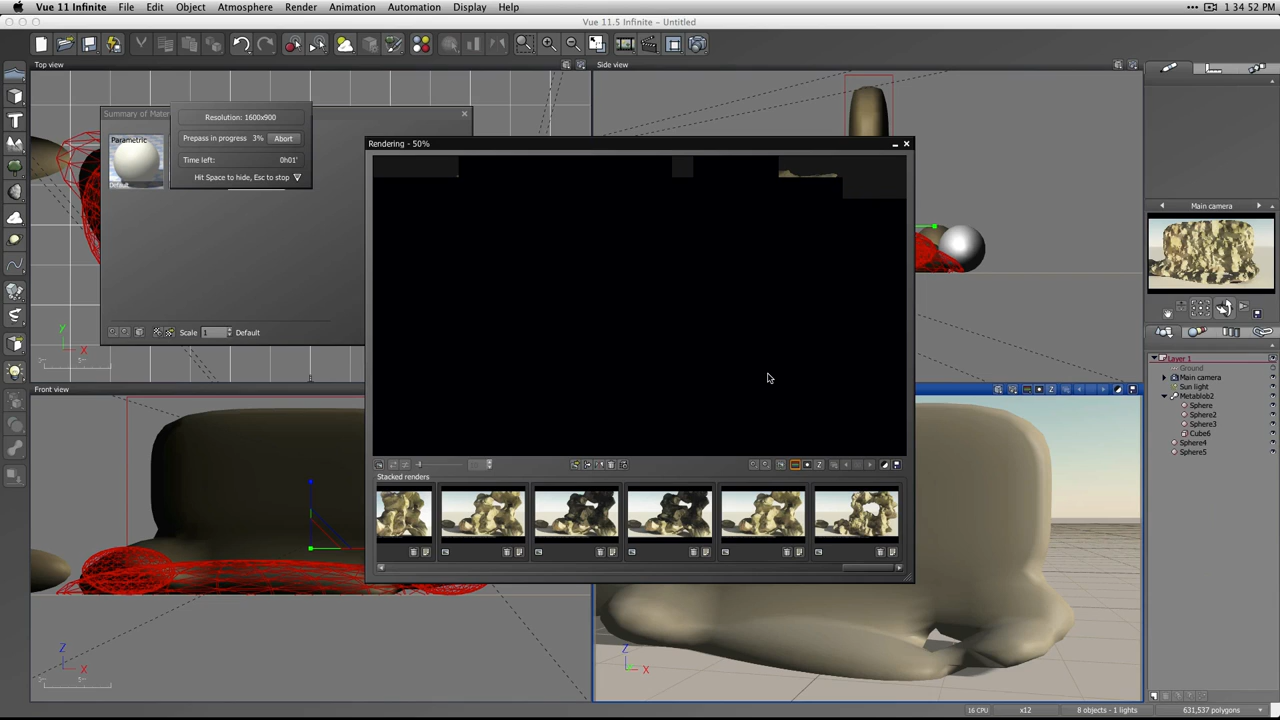 Vue 11 Infinite File Edit Object Atmosphere Render Animation Automation Display Help
1 34 52 PM
Vue 11.5 Infinite - Untitled
Top view
Side view
Summary of Mater
Resolution: 1600x900
Prepass in progress 3% Abort
Time left: 0h01'
Hit Space to hide, Esc to stop
Parametric
Default
Scale 1 Default
Rendering - 50%
Stacked renders
Y
X
Front view
Z
X
Z
X
Main camera
Layer 1
Ground
Main camera
Sun light
Metablob2
Sphere
Sphere2
Sphere3
Cube6
Sphere4
Sphere5
16 CPU x12 8 objects - 1 lights 631,537 polygons